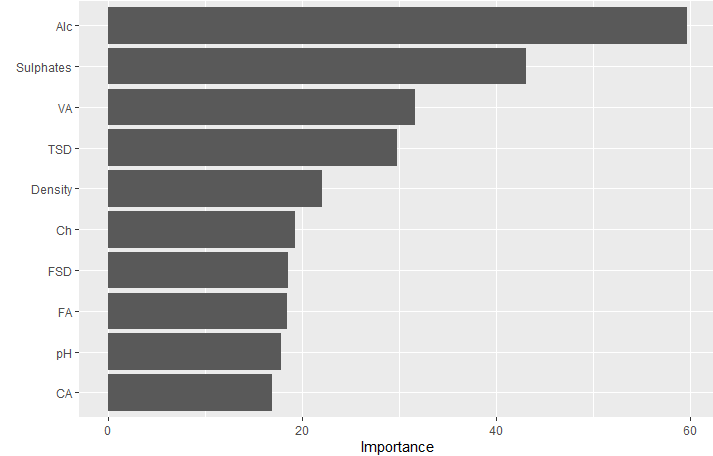 Alc
Sulphates
VA
TSD
Density
Ch
FSD
FA
pH
CA
0 20 40 60
Importance